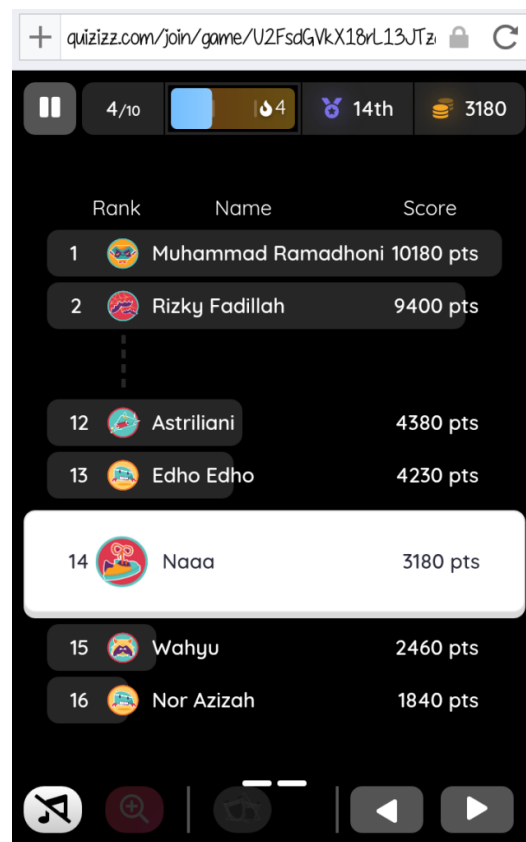 quizizz.com/join/game/U2FsdGVkX18rL13JTz
4/10 4 14th 3180
Rank Name Score
1 Muhammad Ramadhoni 10180 pts
2 Rizky Fadillah 9400 pts
12 Astriliani 4380 pts
13 Edho Edho 4230 pts
14 Naaa 3180 pts
15 Wahyu 2460 pts
16 Nor Azizah 1840 pts